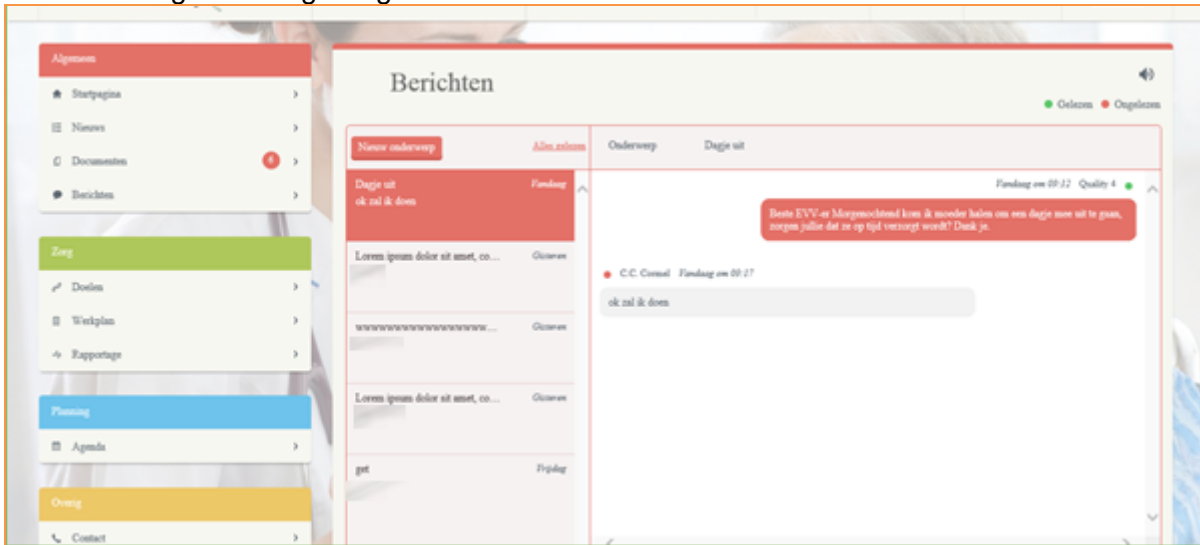 Algemeen
Startpagina
Nieuws
Documenten 6
Berichten
Zorg
Doelen
Werkplan
Rapportage
Planning
Agenda
Overig
Contact
Berichten
Gelezen Ongelezen
Nieuw onderwerp Alles gelezen
Dagje uit Vandaag
ok zal ik doen
Lorem ipsum dolor sit amet, co... Gisteren
wwwwwwwwwwwwwwwww... Gisteren
Lorem ipsum dolor sit amet, co... Gisteren
get Vrijdag
Onderwerp Dagje uit
Vandaag om 09:12 Quality 4
Beste EVV-er Morgenochtend kom ik moeder halen om een dagje mee uit te gaan,
zorgen jullie dat ze op tijd verzorgt wordt? Dank je.
C.C. Consul Vandaag om 09:17
ok zal ik doen